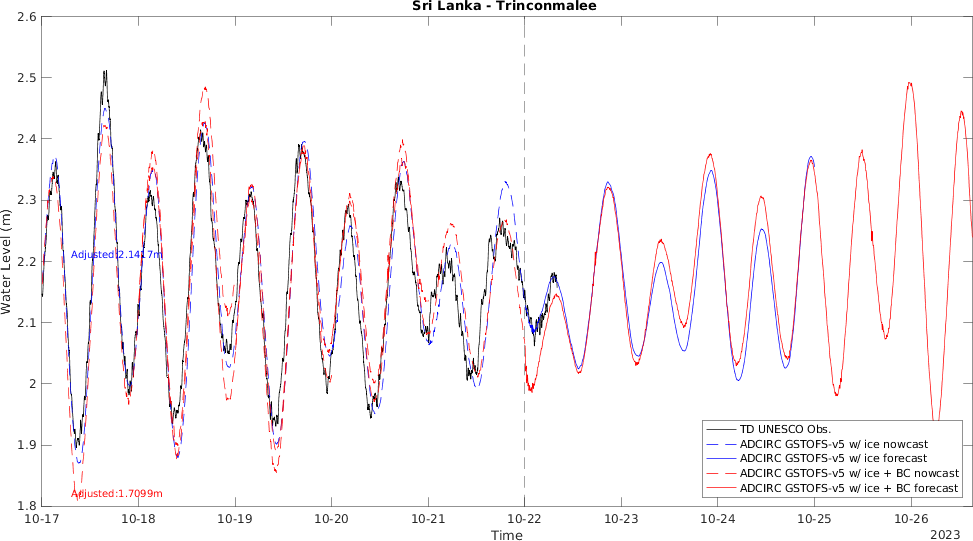 Sri Lanka - Trinconmalee
2.6
2.5
2.4
2.3
2.2
2.1
2
1.9
1.8
Water Level (m)
Adjusted:2.1417m
Adjusted:1.7099m
TD UNESCO Obs.
ADCIRC GSTOFS-v5 w/ ice nowcast
ADCIRC GSTOFS-v5 w/ ice forecast
ADCIRC GSTOFS-v5 w/ ice + BC nowcast
ADCIRC GSTOFS-v5 w/ ice + BC forecast
10-17 10-18 10-19 10-20 10-21 10-22 10-23 10-24 10-25 10-26
Time
2023